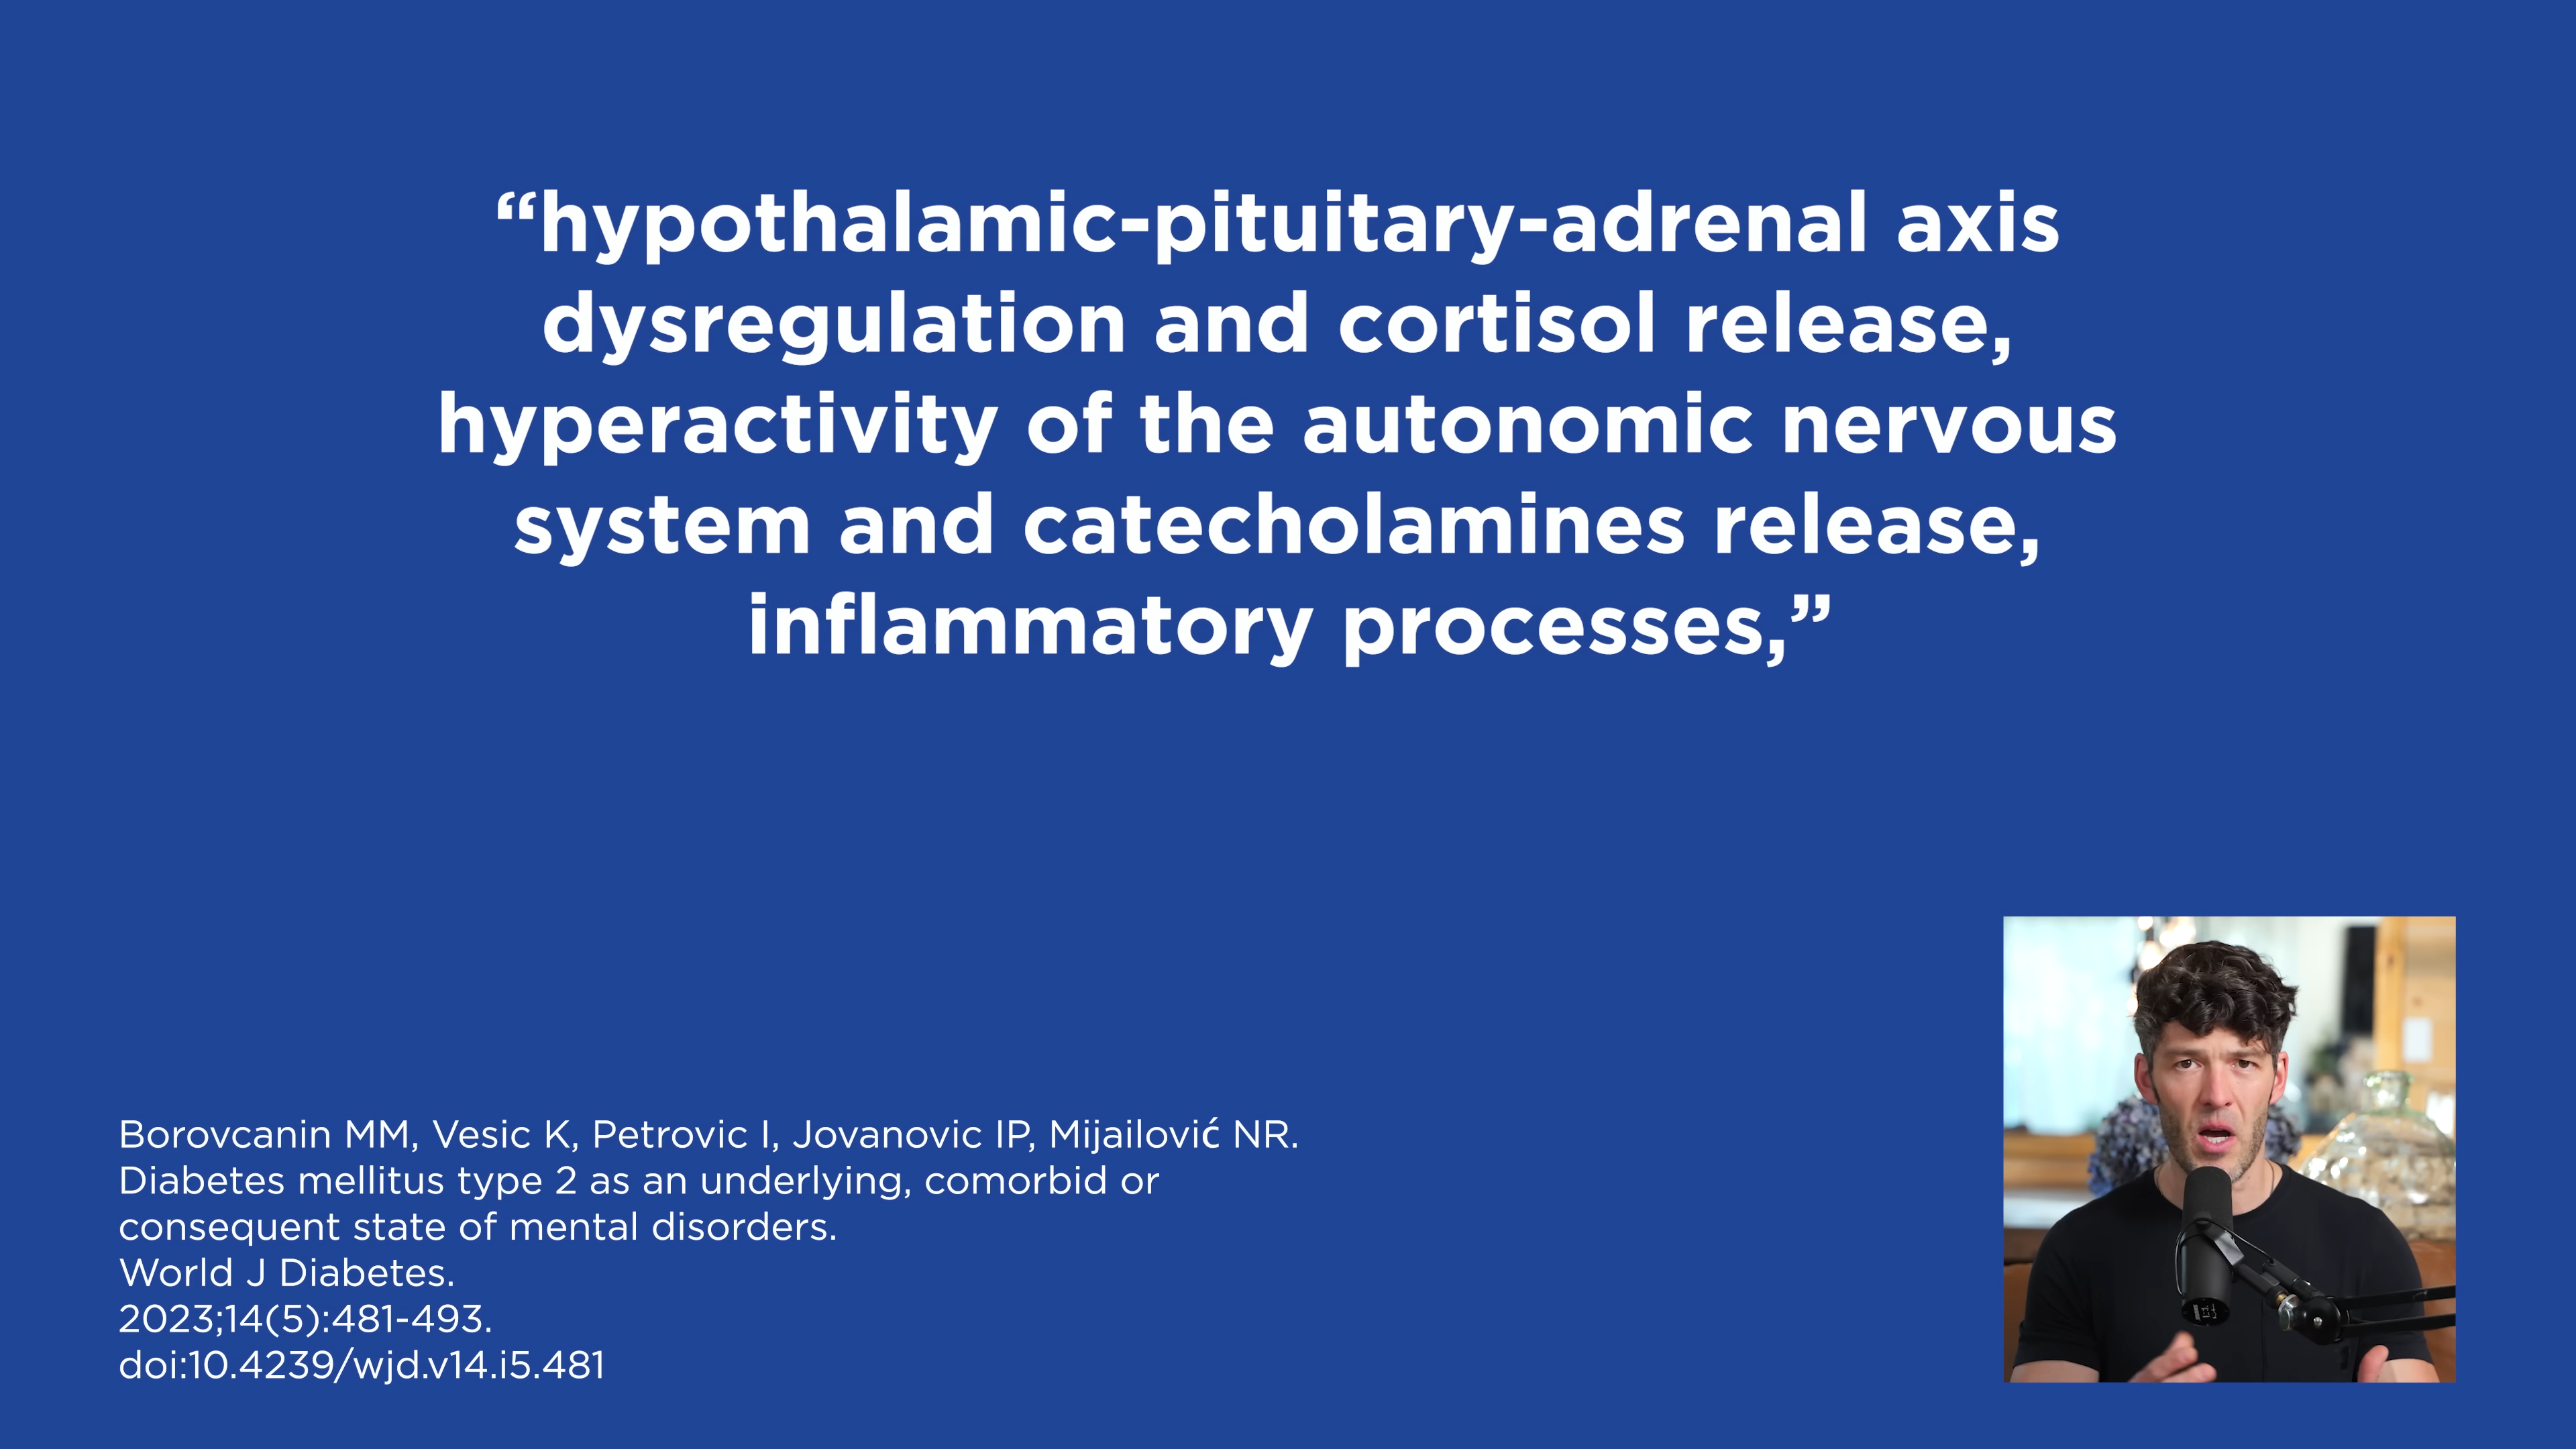 “hypothalamic-pituitary-adrenal axis
dysregulation and cortisol release,
hyperactivity of the autonomic nervous
system and catecholamines release,
inflammatory processes,”
Borovcanin MM, Vesic K, Petrovic I, Jovanovic IP, Mijailović NR.
Diabetes mellitus type 2 as an underlying, comorbid or
consequent state of mental disorders.
World J Diabetes.
2023;14(5):481-493.
doi:10.4239/wjd.v14.i5.481